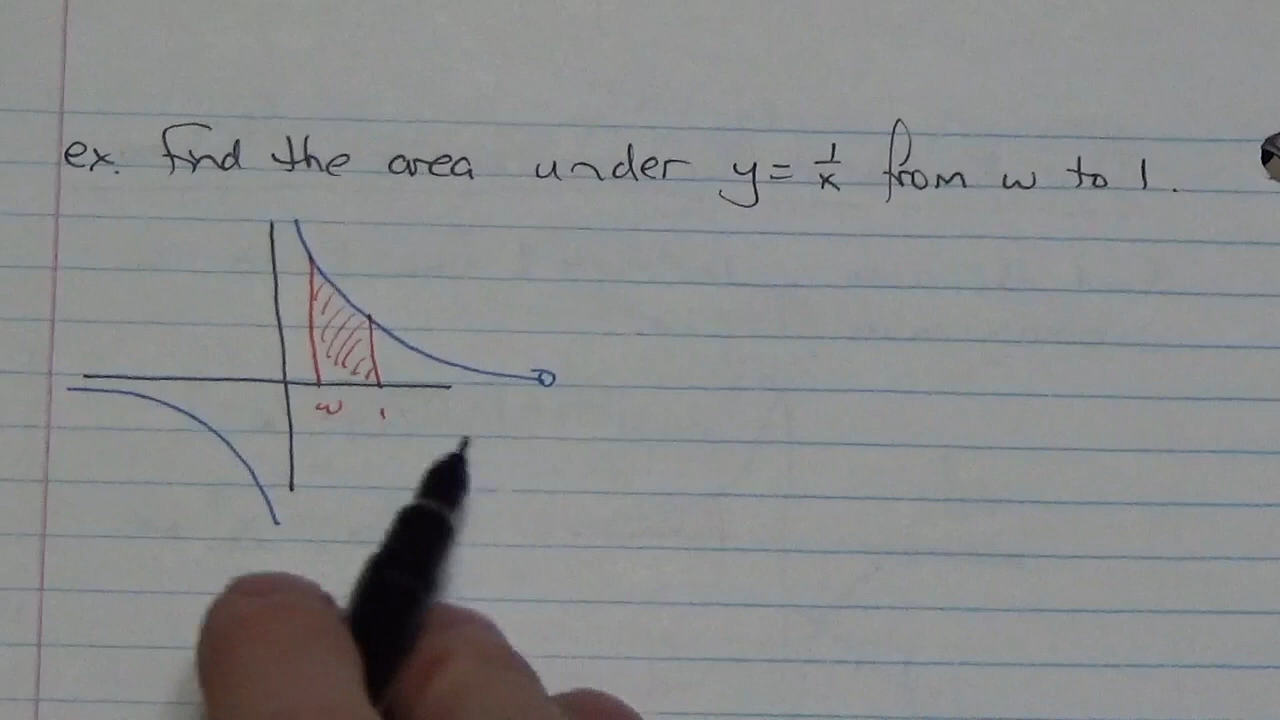 ex. find the area under y = 1/x from w to 1.
w 1